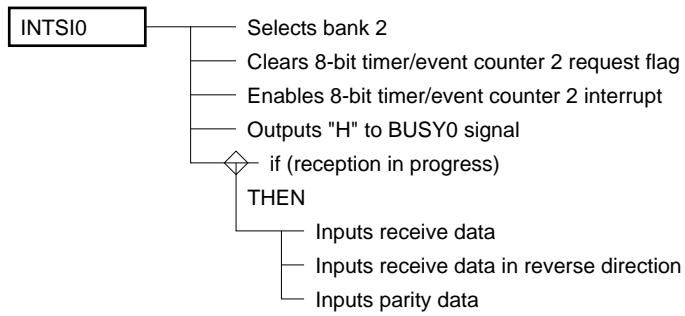 INTSI0
Selects bank 2
Clears 8-bit timer/event counter 2 request flag
Enables 8-bit timer/event counter 2 interrupt
Outputs "H" to BUSY0 signal
if (reception in progress)
THEN
Inputs receive data
Inputs receive data in reverse direction
Inputs parity data